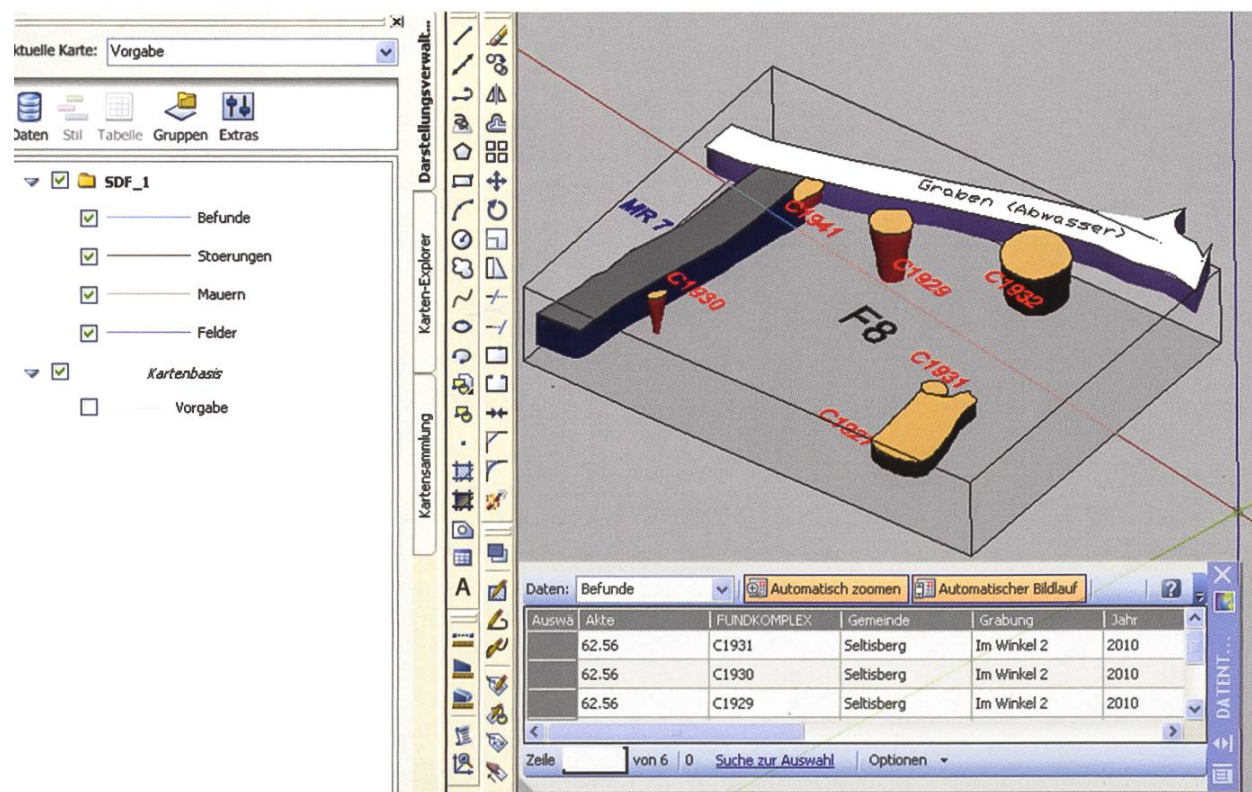 ktuelle Karte: Vorgabe
Daten Stil Tabelle Gruppen Extras
SDF_1
Befunde
Stoerungen
Mauern
Felder
Kartenbasis
Vorgabe
Darstellungsverwalt...
Karten-Explorer
Kartensammlung
A
MR 7
Graben (Abwasser)
C1941
C1929
C1932
C1930
F8
C1931
C1927
Daten: Befunde Automatisch zoomen Automatischer Bildlauf
Auswä Akte FUNDKOMPLEX Gemeinde Grabung Jahr
62.56 C1931 Seltisberg Im Winkel 2 2010
62.56 C1930 Seltisberg Im Winkel 2 2010
62.56 C1929 Seltisberg Im Winkel 2 2010
Zeile von 6 0 Suche zur Auswahl Optionen
DATENT...